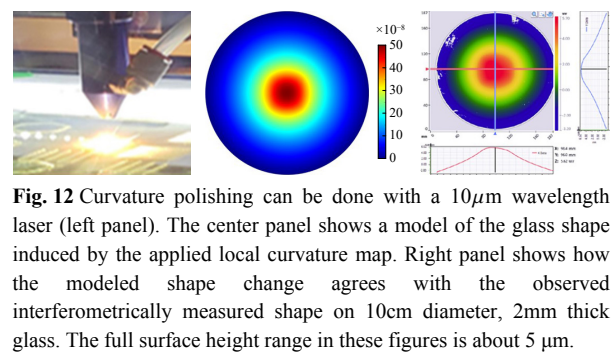 ×10⁻⁸
50
40
30
20
10
0
Fig. 12 Curvature polishing can be done with a 10μm wavelength
laser (left panel). The center panel shows a model of the glass shape
induced by the applied local curvature map. Right panel shows how
the modeled shape change agrees with the observed
interferometrically measured shape on 10cm diameter, 2mm thick
glass. The full surface height range in these figures is about 5 μm.